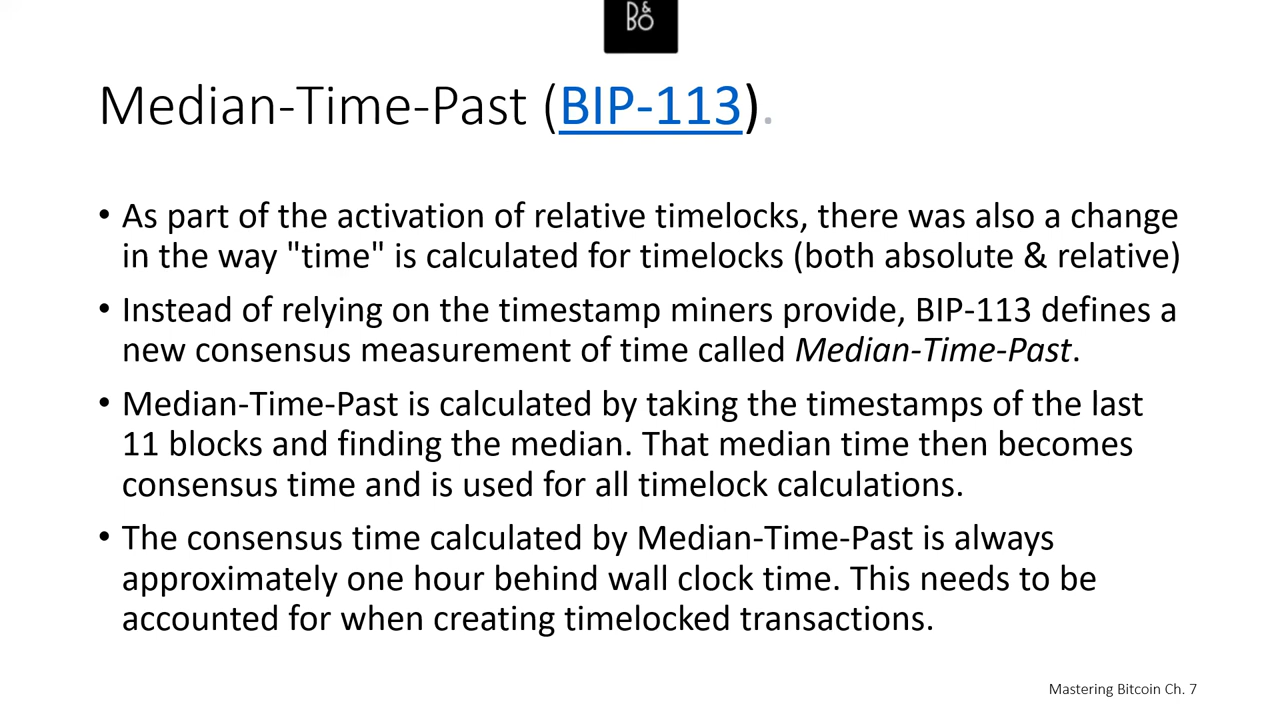 D&
BO
Median-Time-Past (BIP-113).
• As part of the activation of relative timelocks, there was also a change
in the way "time" is calculated for timelocks (both absolute & relative)
• Instead of relying on the timestamp miners provide, BIP-113 defines a
new consensus measurement of time called Median-Time-Past.
• Median-Time-Past is calculated by taking the timestamps of the last
11 blocks and finding the median. That median time then becomes
consensus time and is used for all timelock calculations.
• The consensus time calculated by Median-Time-Past is always
approximately one hour behind wall clock time. This needs to be
accounted for when creating timelocked transactions.
Mastering Bitcoin Ch. 7